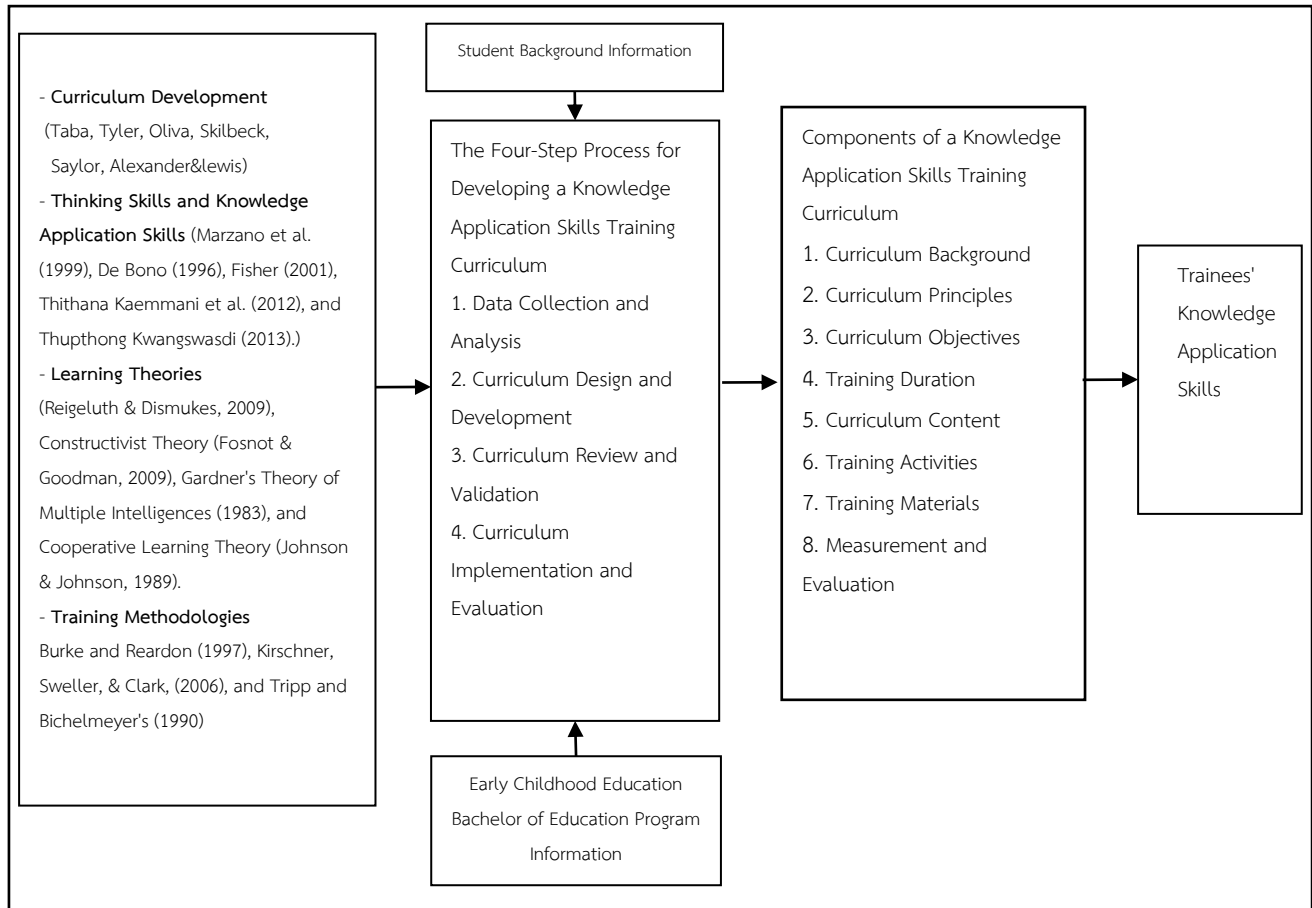 - Curriculum Development
(Taba, Tyler, Oliva, Skilbeck,
Saylor, Alexander&lewis)
- Thinking Skills and Knowledge
Application Skills (Marzano et al.
(1999), De Bono (1996), Fisher (2001),
Thithana Kaemmani et al. (2012), and
Thupthong Kwangswasdi (2013).)
- Learning Theories
(Reigeluth & Dismukes, 2009),
Constructivist Theory (Fosnot &
Goodman, 2009), Gardner's Theory of
Multiple Intelligences (1983), and
Cooperative Learning Theory (Johnson
& Johnson, 1989).
- Training Methodologies
Burke and Reardon (1997), Kirschner,
Sweller, & Clark, (2006), and Tripp and
Bichelmeyer's (1990)
Student Background Information
The Four-Step Process for
Developing a Knowledge
Application Skills Training
Curriculum
1. Data Collection and
Analysis
2. Curriculum Design and
Development
3. Curriculum Review and
Validation
4. Curriculum
Implementation and
Evaluation
Early Childhood Education
Bachelor of Education Program
Information
Components of a Knowledge
Application Skills Training
Curriculum
1. Curriculum Background
2. Curriculum Principles
3. Curriculum Objectives
4. Training Duration
5. Curriculum Content
6. Training Activities
7. Training Materials
8. Measurement and
Evaluation
Trainees'
Knowledge
Application
Skills